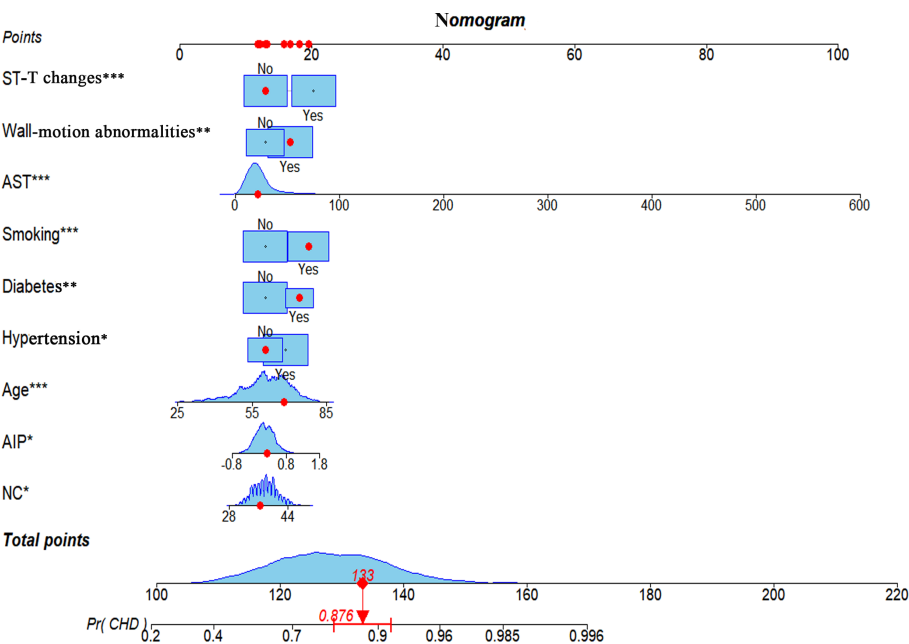 Nomogram
Points
0 20 40 60 80 100
No
ST-T changes***
Yes
No
Wall-motion abnormalities**
Yes
AST***
0 100 200 300 400 500 600
Smoking***
No Yes
Diabetes**
Yes
No
Hypertension*
Yes
Age***
25 55 85
AIP*
-0.8 0.8 1.8
NC*
28 44
Total points
133
100 120 140 160 180 200 220
0.876
Pr( CHD )
0.2 0.4 0.7 0.9 0.96 0.985 0.996